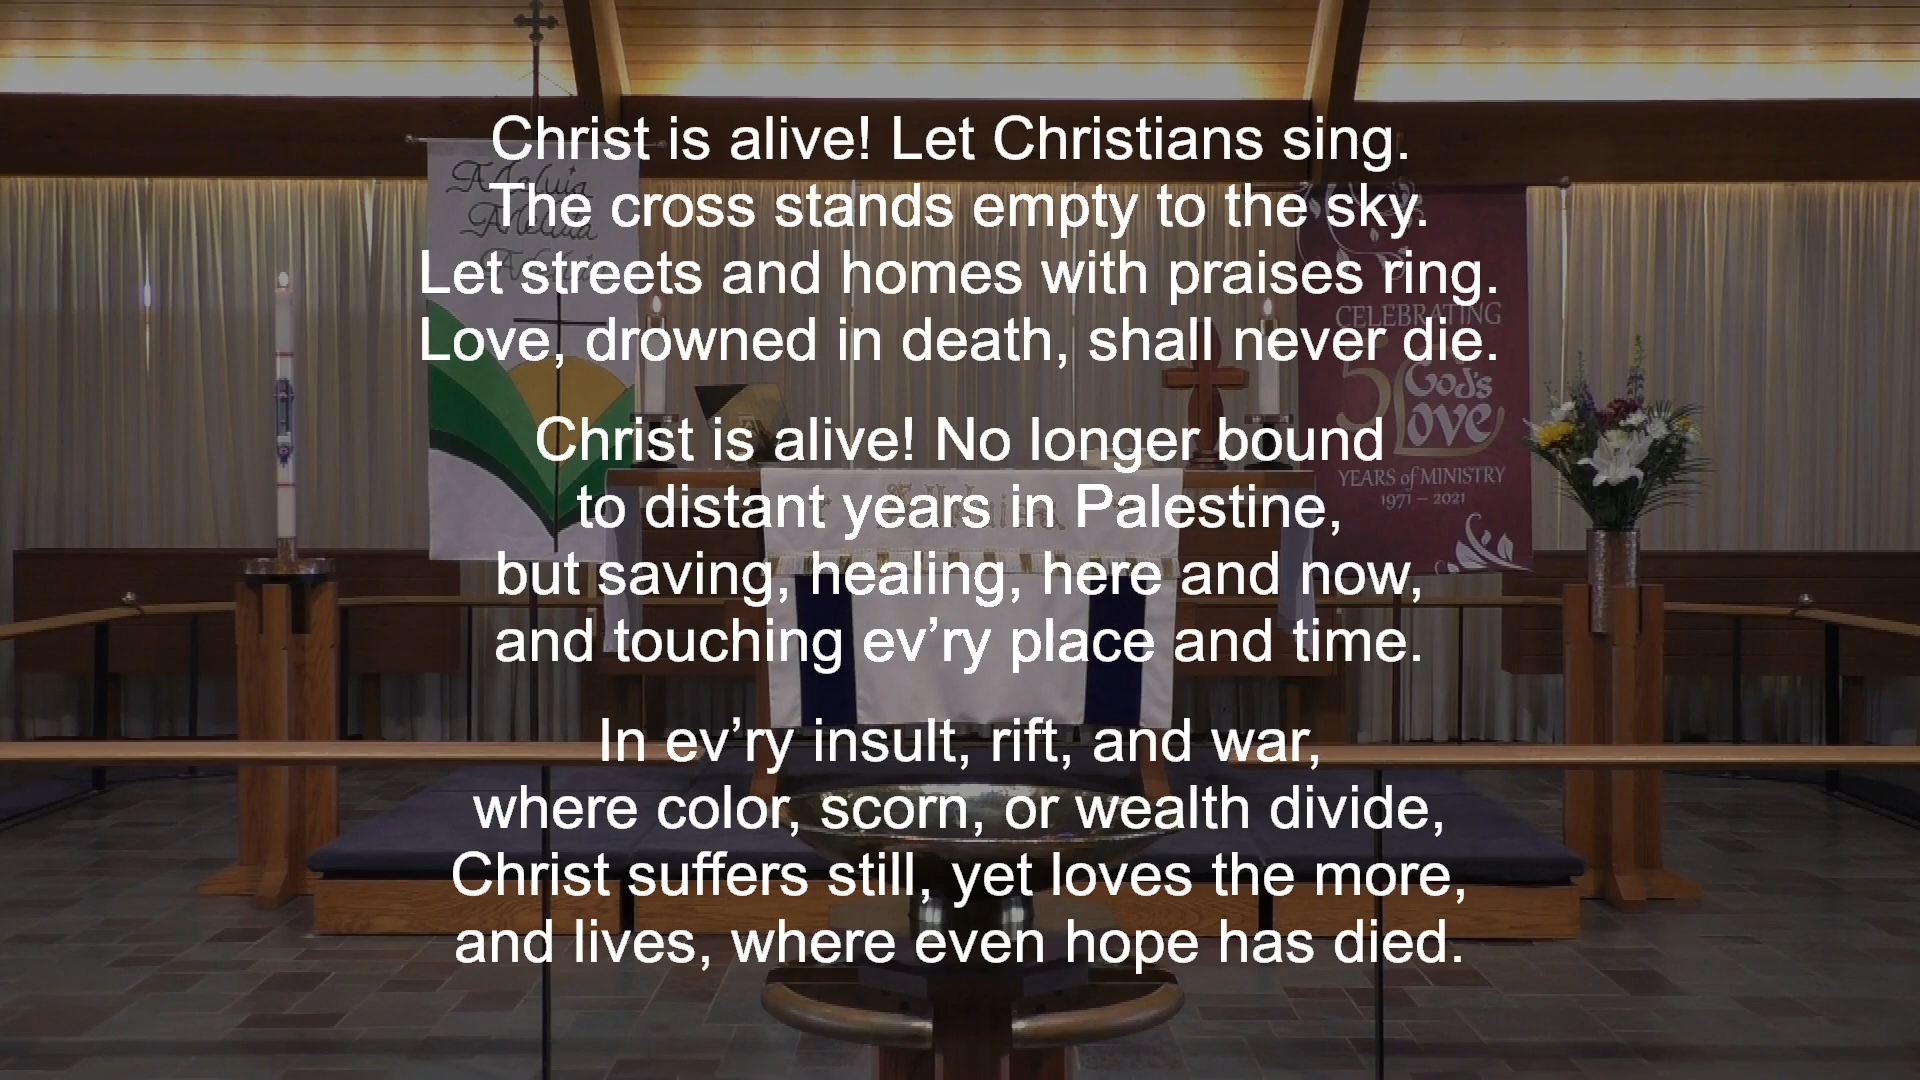 Christ is alive! Let Christians sing.
The cross stands empty to the sky.
Let streets and homes with praises ring.
Love, drowned in death, shall never die.
Christ is alive! No longer bound
to distant years in Palestine,
but saving, healing, here and now,
and touching ev’ry place and time.
In ev’ry insult, rift, and war,
where color, scorn, or wealth divide,
Christ suffers still, yet loves the more,
and lives, where even hope has died.
Alleluia
Alleluia
Alleluia
CELEBRATING
50
God's
Love
YEARS of MINISTRY
1971 – 2021